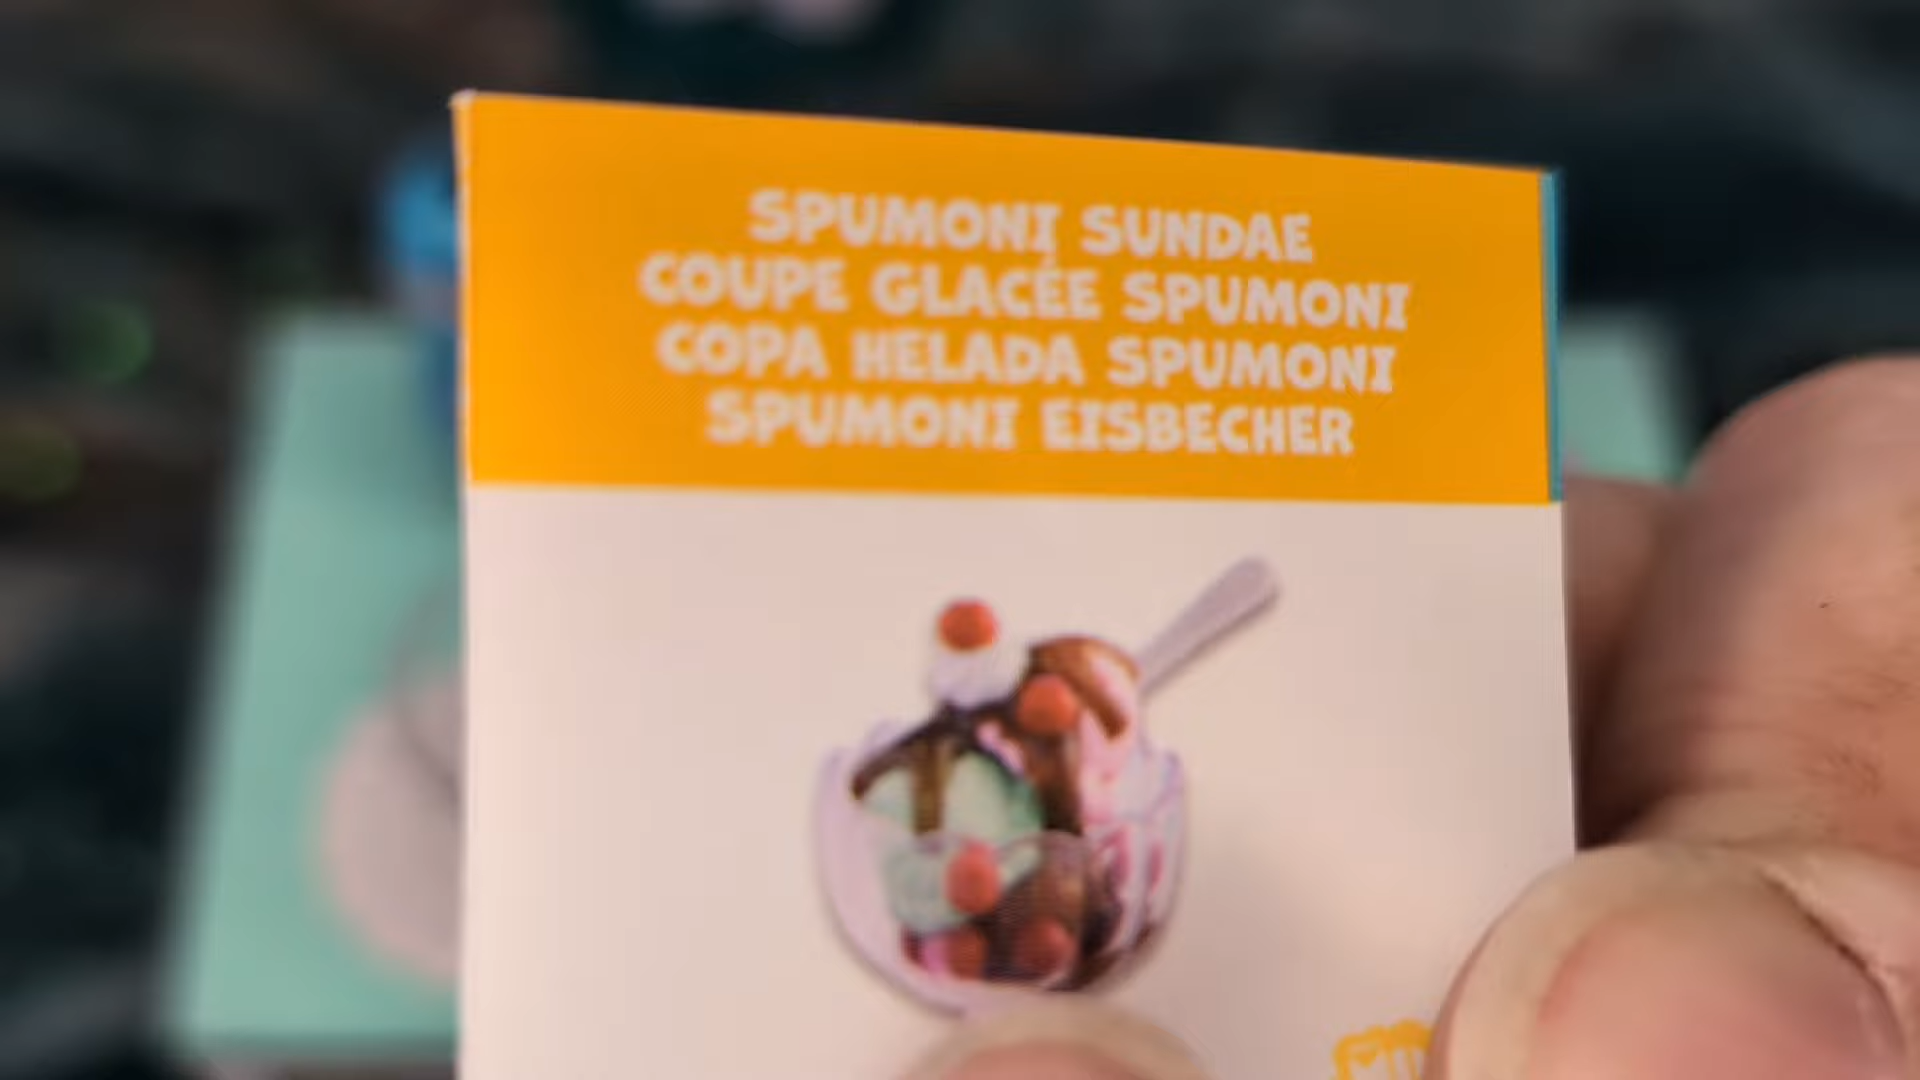 SPUMONI SUNDAE
COUPE GLACÉE SPUMONI
COPA HELADA SPUMONI
SPUMONI EISBECHER